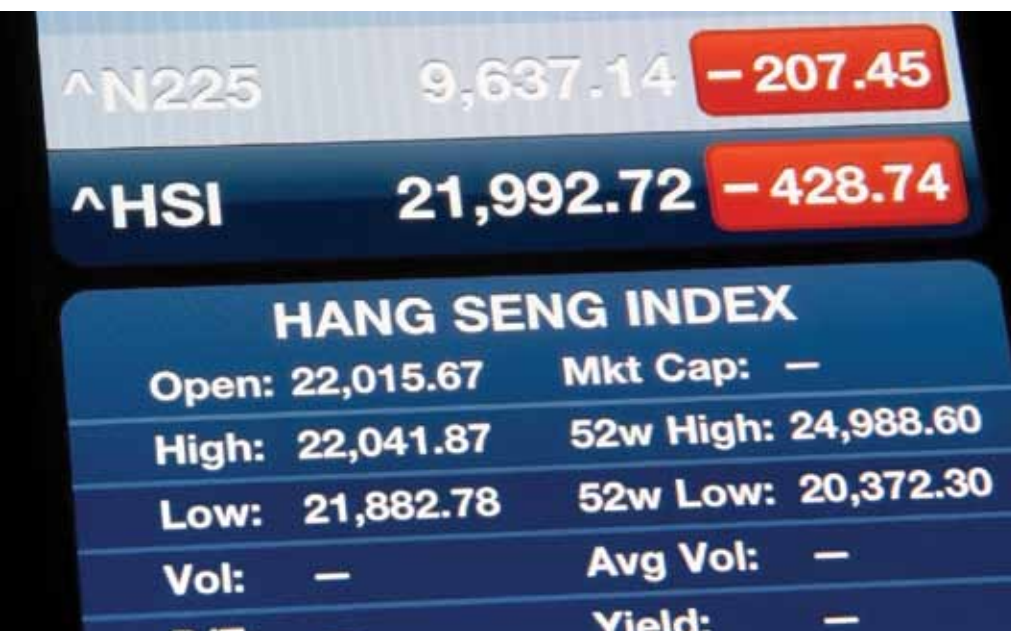 ^N225 9,637.14 −207.45
^HSI 21,992.72 −428.74
HANG SENG INDEX
Open: 22,015.67 Mkt Cap: —
High: 22,041.87 52w High: 24,988.60
Low: 21,882.78 52w Low: 20,372.30
Vol: — Avg Vol: —
Yield: —